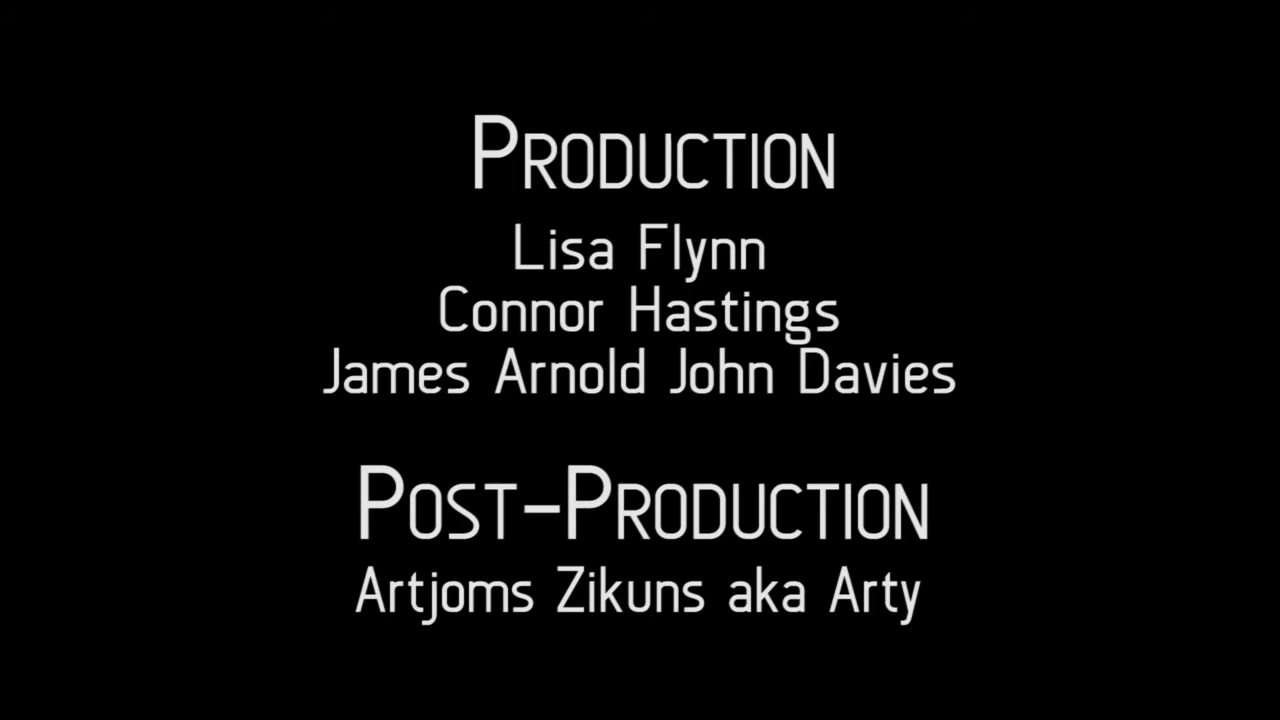 Production
Lisa Flynn
Connor Hastings
James Arnold John Davies
Post-Production
Artjoms Zikuns aka Arty